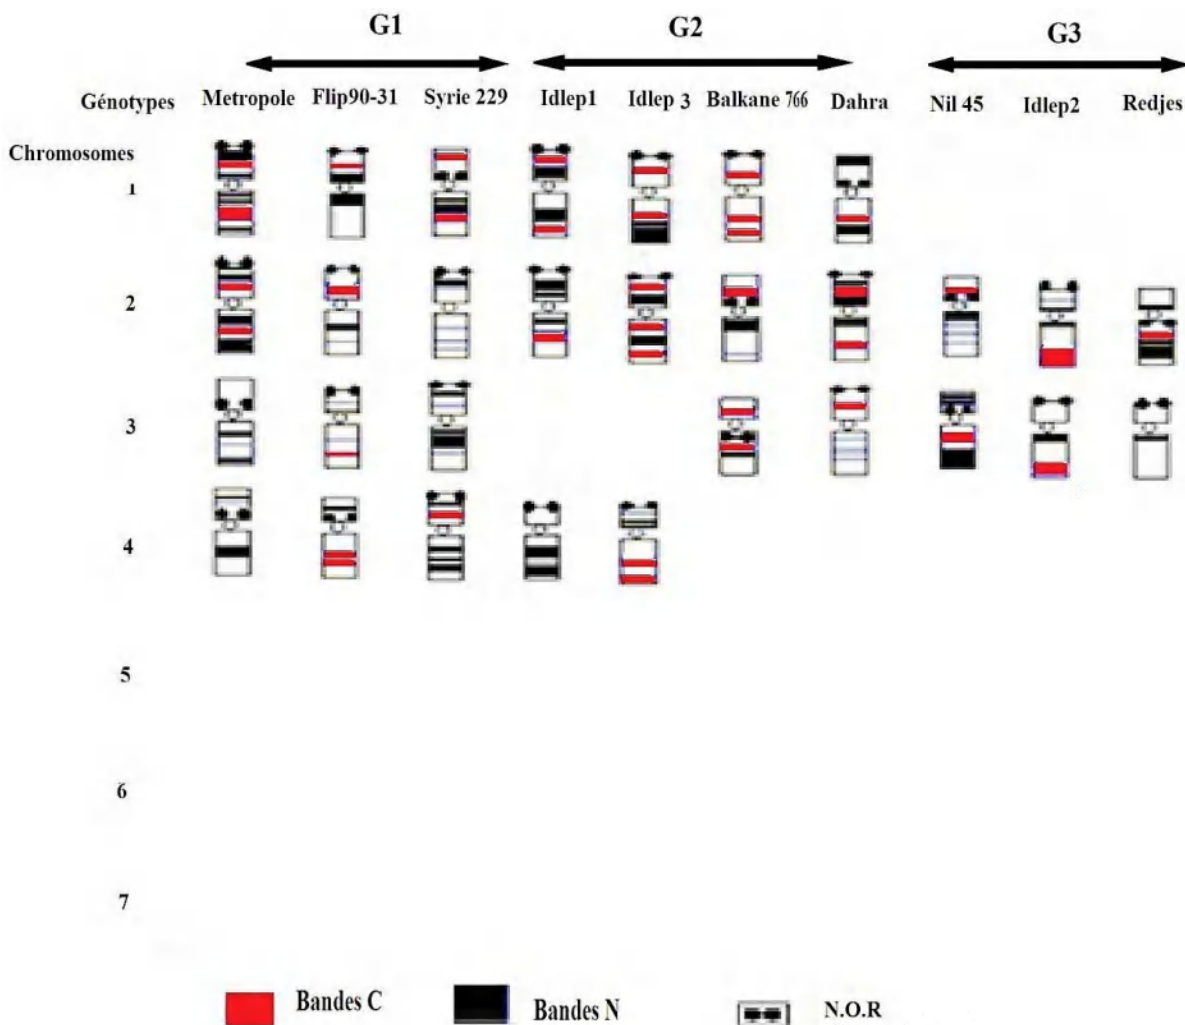 G1 G2 G3
Génotypes Metropole Flip90-31 Syrie 229 Idlep1 Idlep 3 Balkane 766 Dahra Nil 45 Idlep2 Redjes
Chromosomes
1
2
3
4
5
6
7
Bandes C Bandes N N.O.R